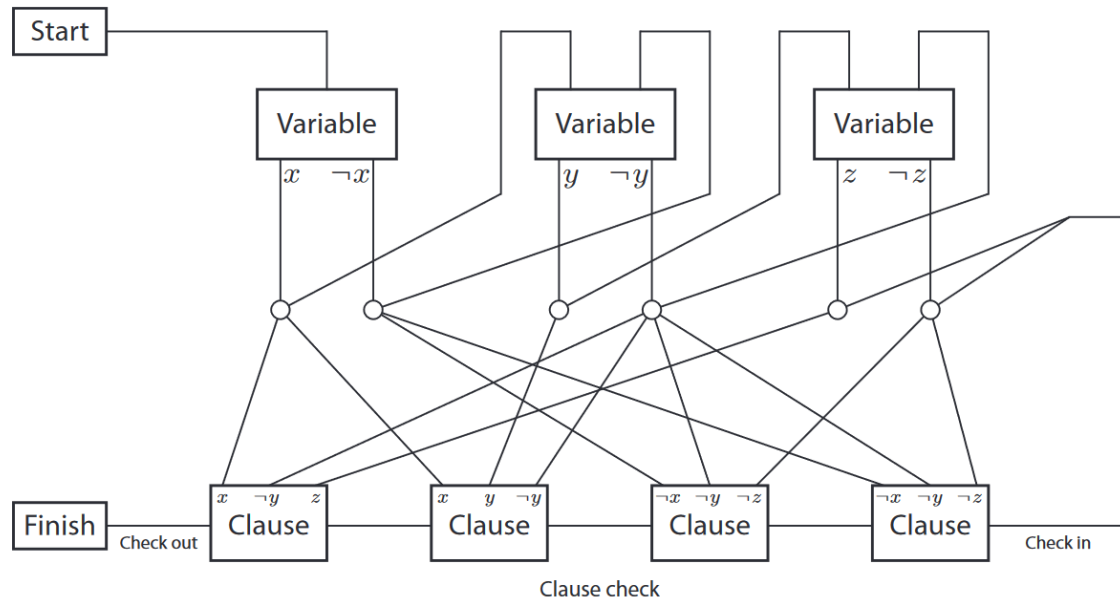 Start
Variable Variable Variable
x ¬x y ¬y z ¬z
x ¬y z x y ¬y ¬x ¬y ¬z ¬x ¬y ¬z
Finish Clause Clause Clause Clause
Check out Check in
Clause check